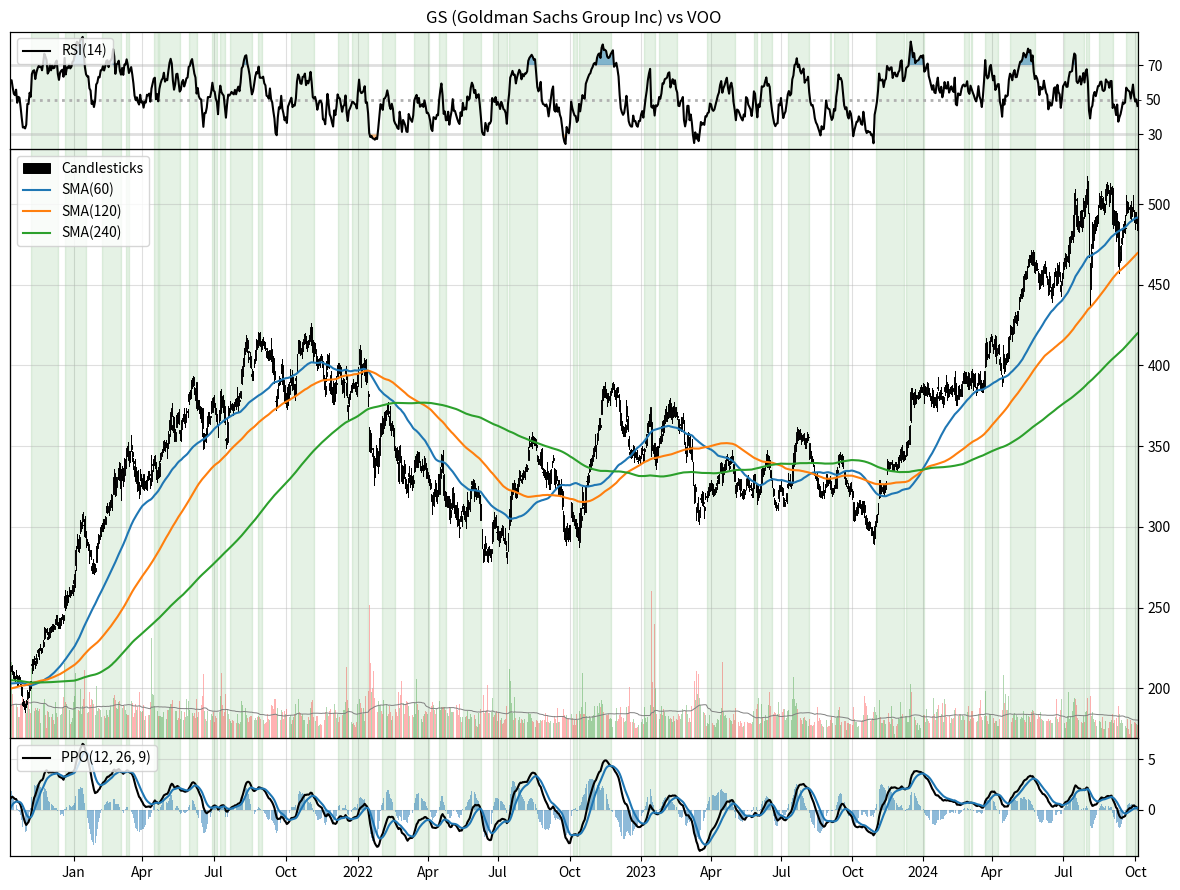 GS (Goldman Sachs Group Inc) vs VOO
RSI(14)
70
50
30
Candlesticks
SMA(60)
SMA(120)
SMA(240)
500
450
400
350
300
250
200
PPO(12, 26, 9)
5
0
Jan Apr Jul Oct 2022 Apr Jul Oct 2023 Apr Jul Oct 2024 Apr Jul Oct